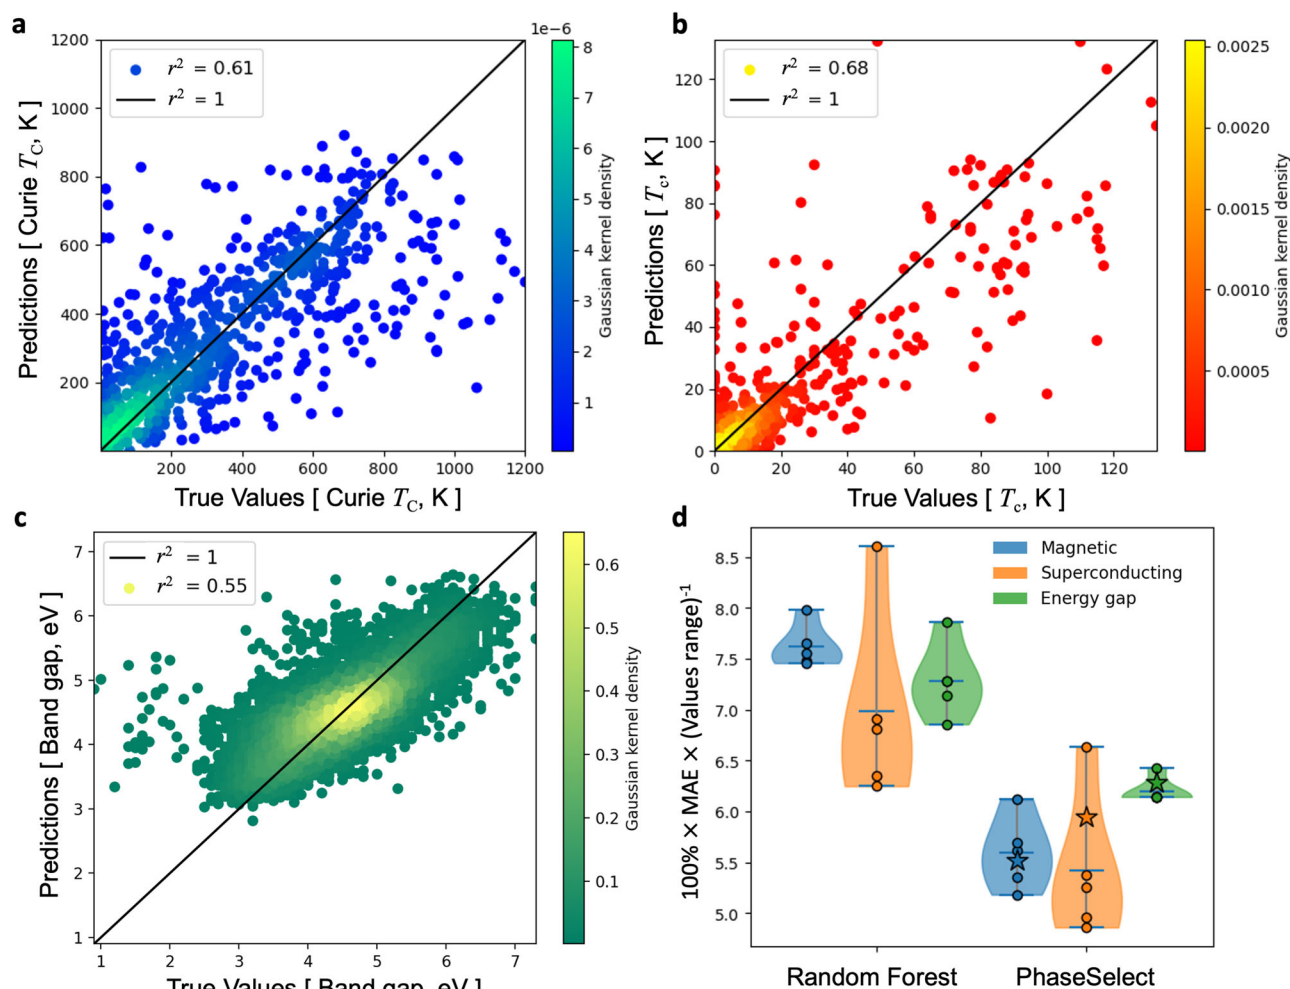 a
1e−6
r² = 0.61
r² = 1
1200
1000
800
600
400
200
Predictions [ Curie T_C, K ]
200 400 600 800 1000 1200
True Values [ Curie T_C, K ]
8
7
6
5
4
3
2
1
Gaussian kernel density
b
r² = 0.68
r² = 1
120
100
80
60
40
20
0
Predictions [ T_c, K ]
0 20 40 60 80 100 120
True Values [ T_c, K ]
0.0025
0.0020
0.0015
0.0010
0.0005
Gaussian kernel density
c
r² = 1
r² = 0.55
7
6
5
4
3
2
1
Predictions [ Band gap, eV ]
1 2 3 4 5 6 7
True Values [ Band gap, eV ]
0.6
0.5
0.4
0.3
0.2
0.1
Gaussian kernel density
d
Magnetic
Superconducting
Energy gap
8.5
8.0
7.5
7.0
6.5
6.0
5.5
5.0
100% × MAE × (Values range)⁻¹
Random Forest PhaseSelect